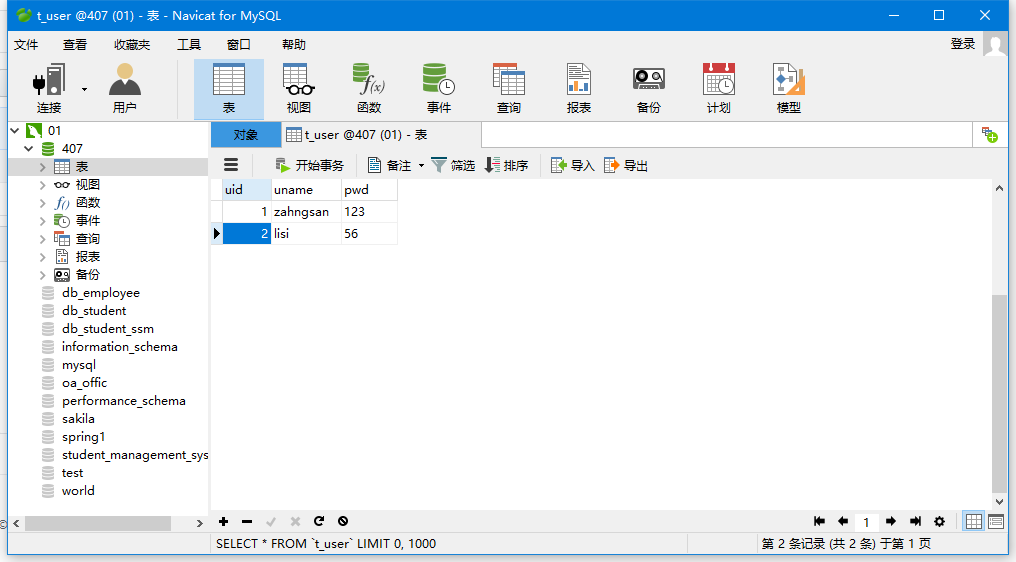 t_user @407 (01) - 表 - Navicat for MySQL
文件 查看 收藏夹 工具 窗口 帮助 登录
连接 用户 表 视图 函数 事件 查询 报表 备份 计划 模型
01
407
表
视图
函数
事件
查询
报表
备份
db_employee
db_student
db_student_ssm
information_schema
mysql
oa_offic
performance_schema
sakila
spring1
student_management_sys
test
world
对象 t_user @407 (01) - 表
开始事务 备注 筛选 排序 导入 导出
uid uname pwd
1 zahngsan 123
2 lisi 56
1
SELECT * FROM `t_user` LIMIT 0, 1000 第 2 条记录 (共 2 条) 于第 1 页